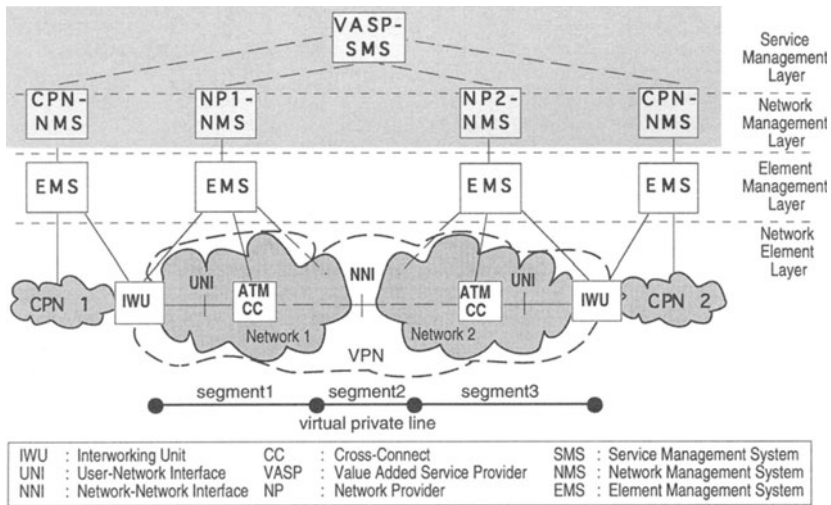 VASP-
SMS
Service
Management
Layer
CPN-
NMS
NP1-
NMS
NP2-
NMS
CPN-
NMS
Network
Management
Layer
EMS
EMS
EMS
EMS
Element
Management
Layer
Network
Element
Layer
CPN 1
IWU
UNI
ATM
CC
Network 1
NNI
VPN
ATM
CC
Network 2
UNI
IWU
CPN 2
segment1
segment2
segment3
virtual private line
IWU : Interworking Unit
UNI : User-Network Interface
NNI : Network-Network Interface
CC : Cross-Connect
VASP : Value Added Service Provider
NP : Network Provider
SMS : Service Management System
NMS : Network Management System
EMS : Element Management System